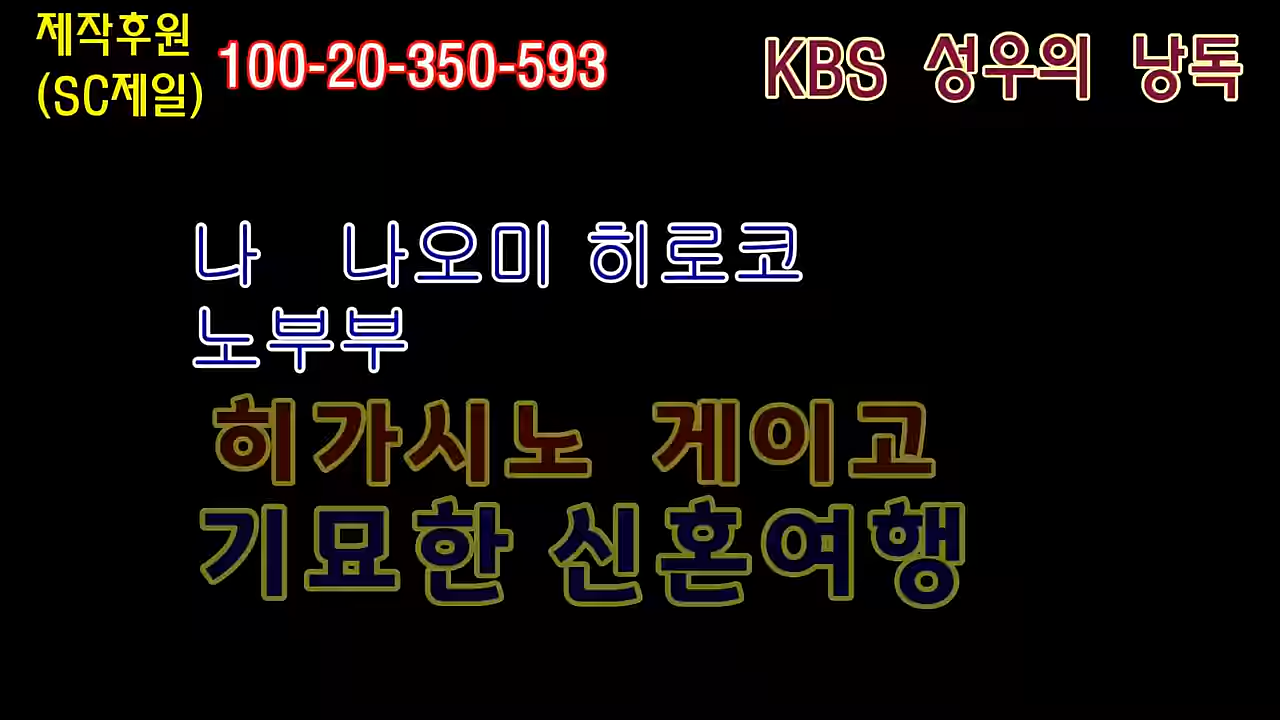 제작후원
(SC제일)
100-20-350-593
KBS 성우의 낭독
나 나오미 히로코
노부부
히가시노 게이고
기묘한 신혼여행